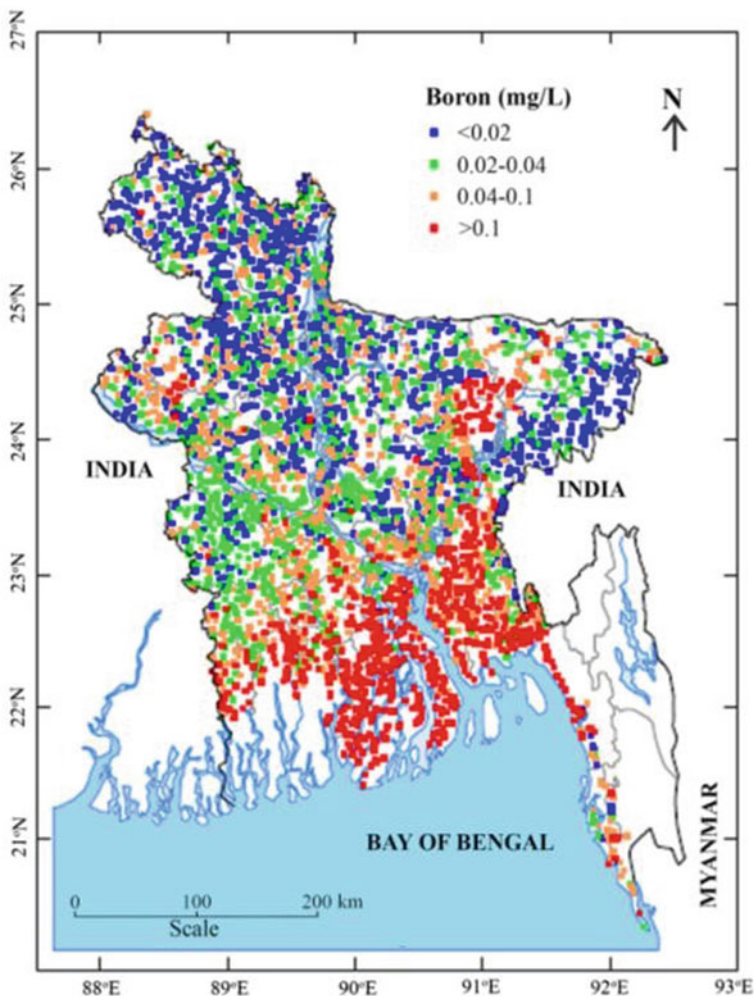 27°N
26°N
25°N
24°N
23°N
22°N
21°N
Boron (mg/L)
<0.02
0.02-0.04
0.04-0.1
>0.1
N
INDIA
INDIA
BAY OF BENGAL
MYANMAR
0 100 200 km
Scale
88°E 89°E 90°E 91°E 92°E 93°E